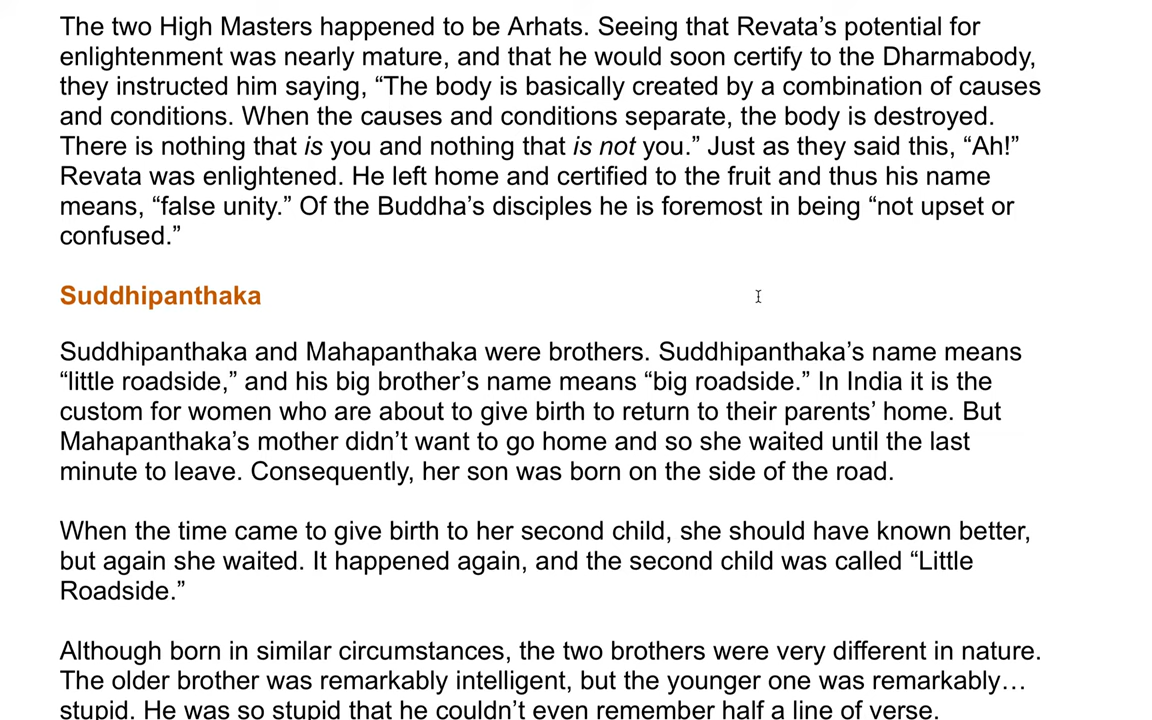 The two High Masters happened to be Arhats. Seeing that Revata’s potential for
enlightenment was nearly mature, and that he would soon certify to the Dharmabody,
they instructed him saying, “The body is basically created by a combination of causes
and conditions. When the causes and conditions separate, the body is destroyed.
There is nothing that is you and nothing that is not you.” Just as they said this, “Ah!”
Revata was enlightened. He left home and certified to the fruit and thus his name
means, “false unity.” Of the Buddha’s disciples he is foremost in being “not upset or
confused.”
Suddhipanthaka
Suddhipanthaka and Mahapanthaka were brothers. Suddhipanthaka’s name means
“little roadside,” and his big brother’s name means “big roadside.” In India it is the
custom for women who are about to give birth to return to their parents’ home. But
Mahapanthaka’s mother didn’t want to go home and so she waited until the last
minute to leave. Consequently, her son was born on the side of the road.
When the time came to give birth to her second child, she should have known better,
but again she waited. It happened again, and the second child was called “Little
Roadside.”
Although born in similar circumstances, the two brothers were very different in nature.
The older brother was remarkably intelligent, but the younger one was remarkably…
stupid. He was so stupid that he couldn’t even remember half a line of verse.